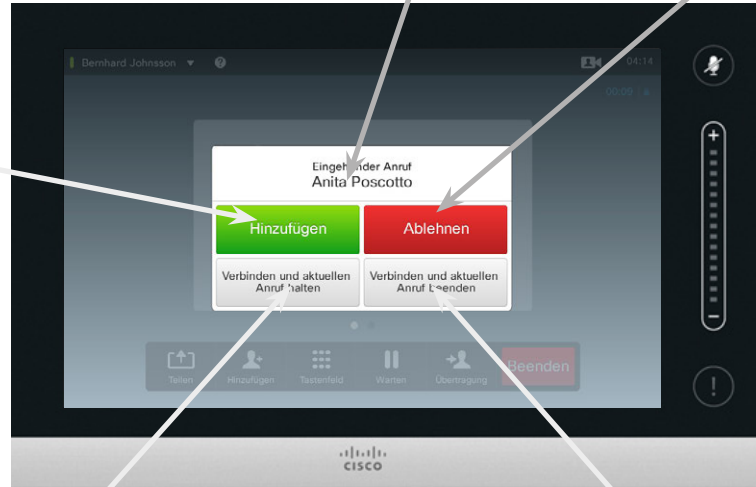 Bernhard Johnsson
?
04:14
00:09
Eingehender Anruf
Anita Poscotto
Hinzufügen
Ablehnen
Verbinden und aktuellen
Anruf halten
Verbinden und aktuellen
Anruf beenden
Teilen
Hinzufügen
Tastenfeld
Warten
Übertragung
Beenden
+
-
!
CISCO